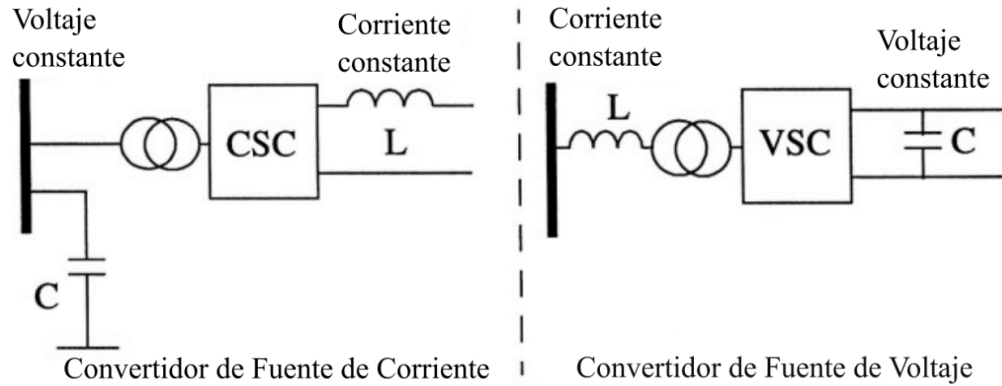 Voltaje
constante
Corriente
constante
CSC
L
C
Convertidor de Fuente de Corriente
Corriente
constante
Voltaje
constante
L
VSC
C
Convertidor de Fuente de Voltaje